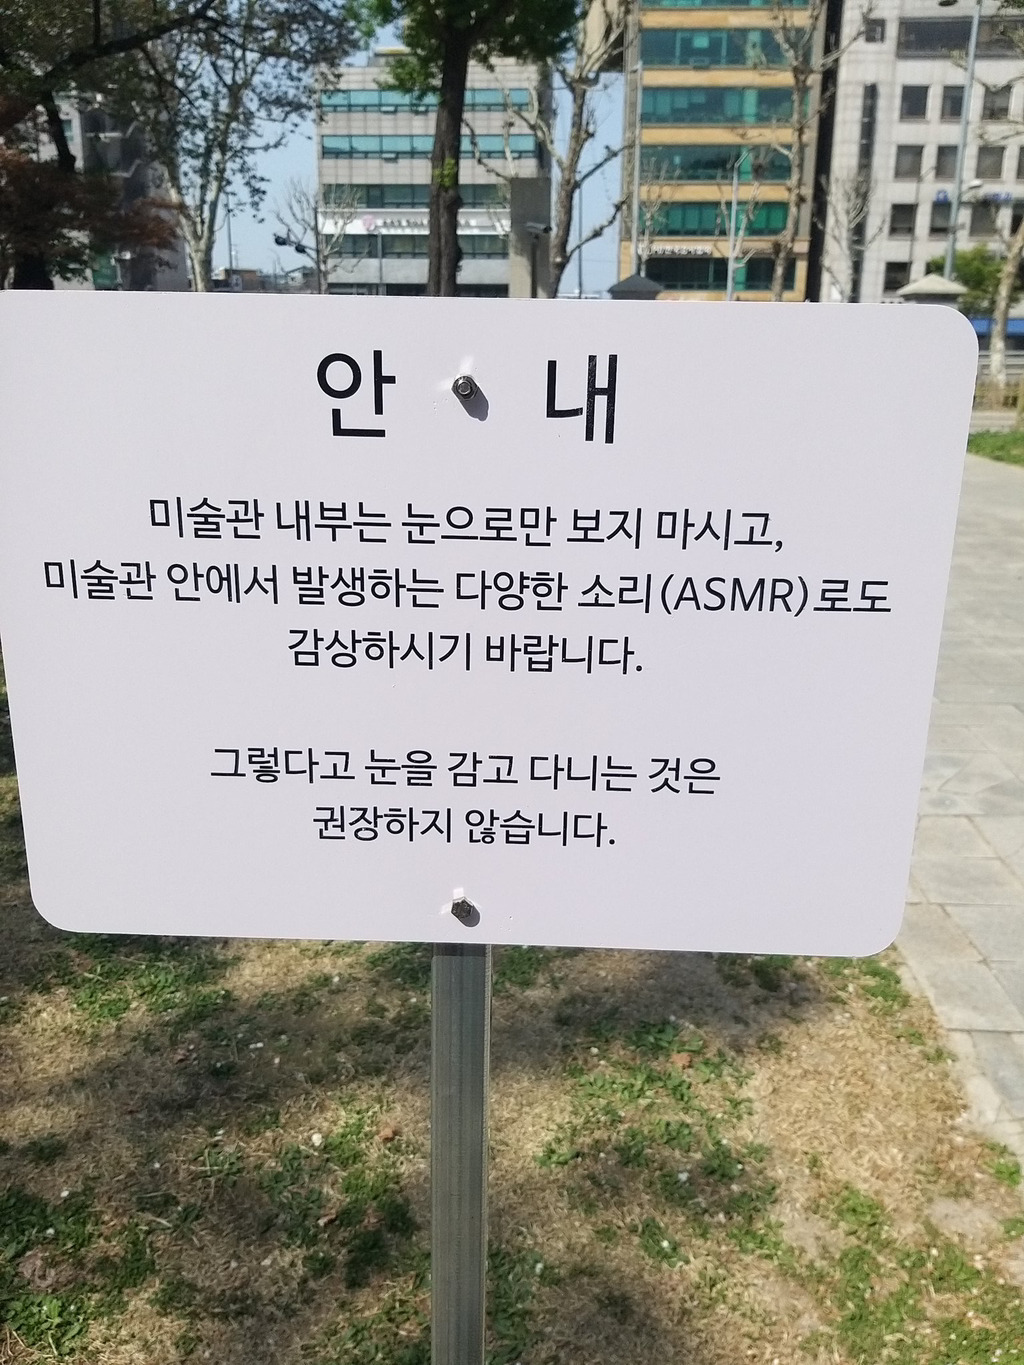 안 내
미술관 내부는 눈으로만 보지 마시고,
미술관 안에서 발생하는 다양한 소리(ASMR)로도
감상하시기 바랍니다.
그렇다고 눈을 감고 다니는 것은
권장하지 않습니다.